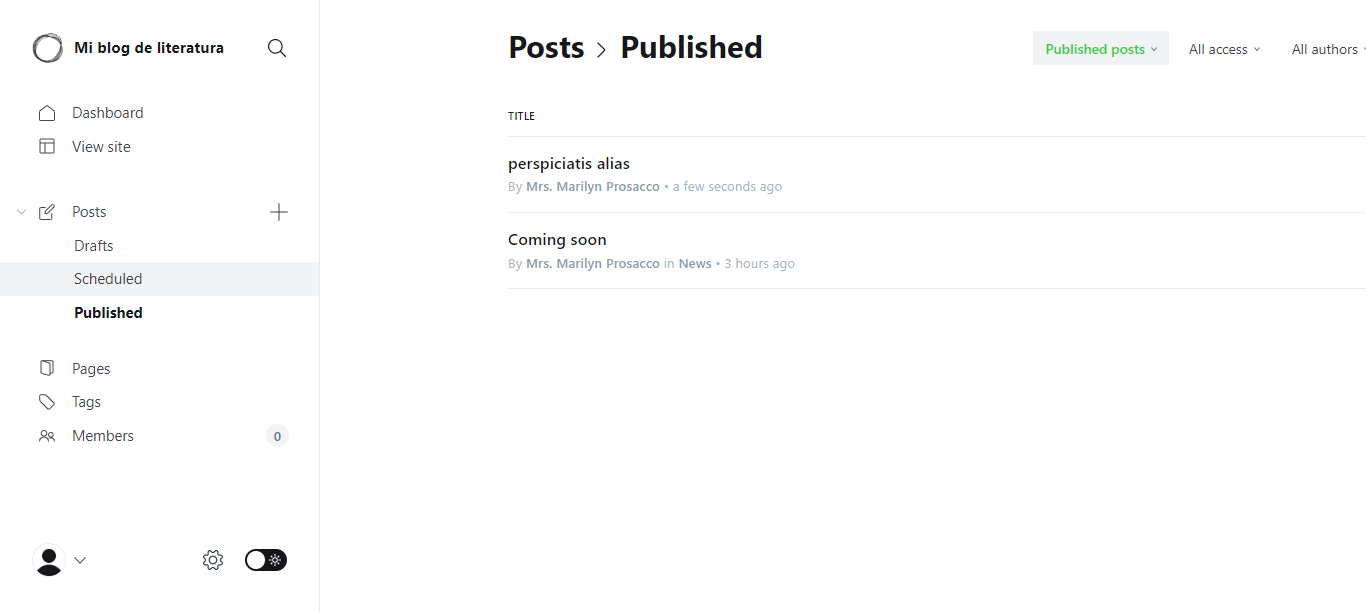 Mi blog de literatura
Dashboard
View site
Posts
Drafts
Scheduled
Published
Pages
Tags
Members 0
Posts > Published
Published posts
All access
All authors
TITLE
perspiciatis alias
By Mrs. Marilyn Prosacco • a few seconds ago
Coming soon
By Mrs. Marilyn Prosacco in News • 3 hours ago